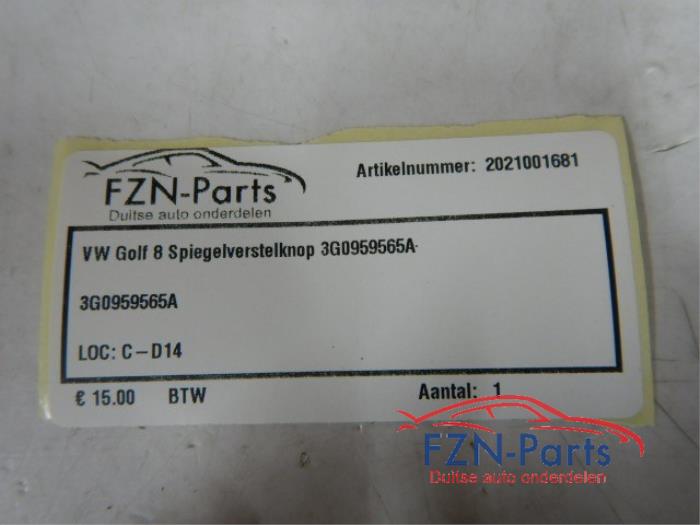 FZN-Parts
Duitse auto onderdelen
Artikelnummer: 2021001681
VW Golf 8 Spiegelverstelknop 3G0959565A
3G0959565A
LOC: C-D14
€ 15.00 BTW
Aantal: 1
FZN-Parts
Duitse auto onderdelen